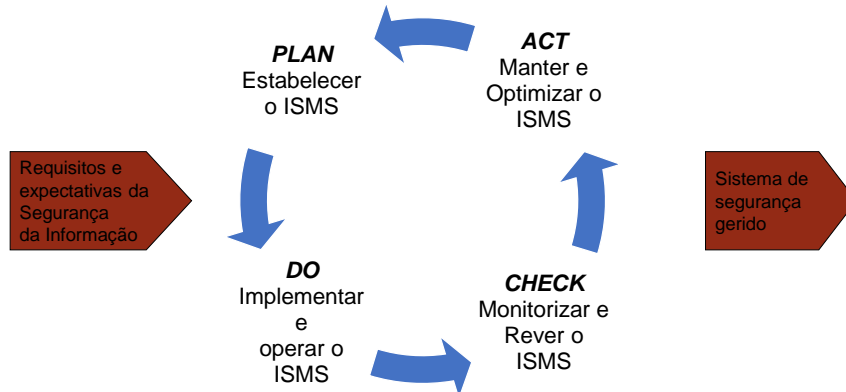 PLAN
Estabelecer
o ISMS
ACT
Manter e
Optimizar o
ISMS
Requisitos e
expectativas da
Segurança
da Informação
Sistema de
segurança
gerido
DO
Implementar
e
operar o
ISMS
CHECK
Monitorizar e
Rever o
ISMS